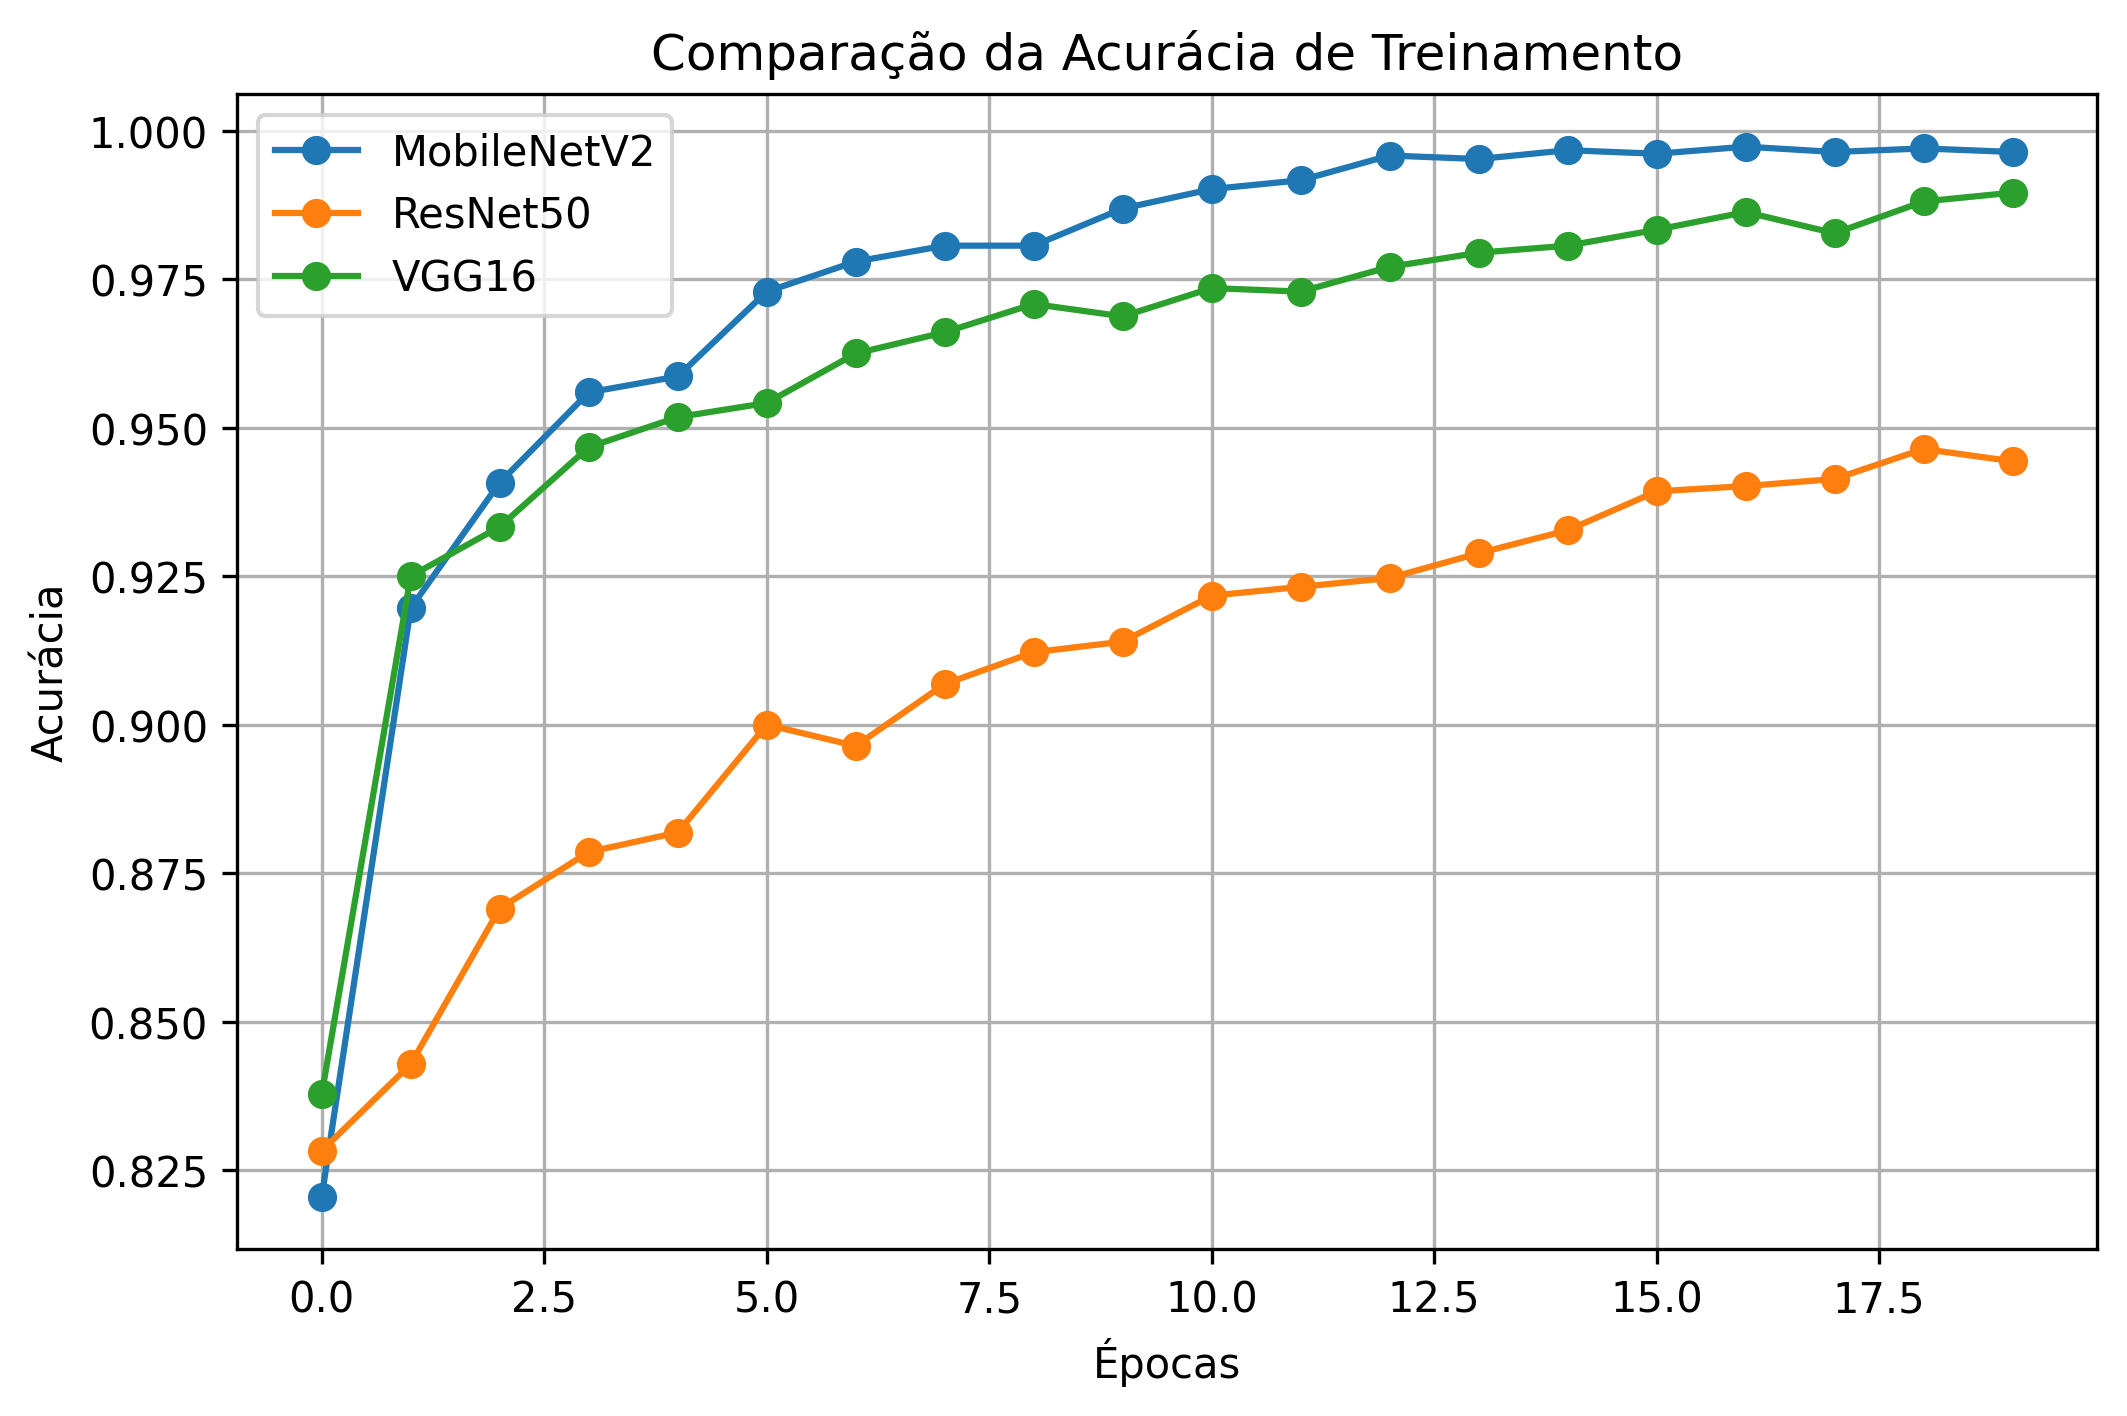 Comparação da Acurácia de Treinamento
MobileNetV2
ResNet50
VGG16
Acurácia
1.000
0.975
0.950
0.925
0.900
0.875
0.850
0.825
0.0 2.5 5.0 7.5 10.0 12.5 15.0 17.5
Épocas